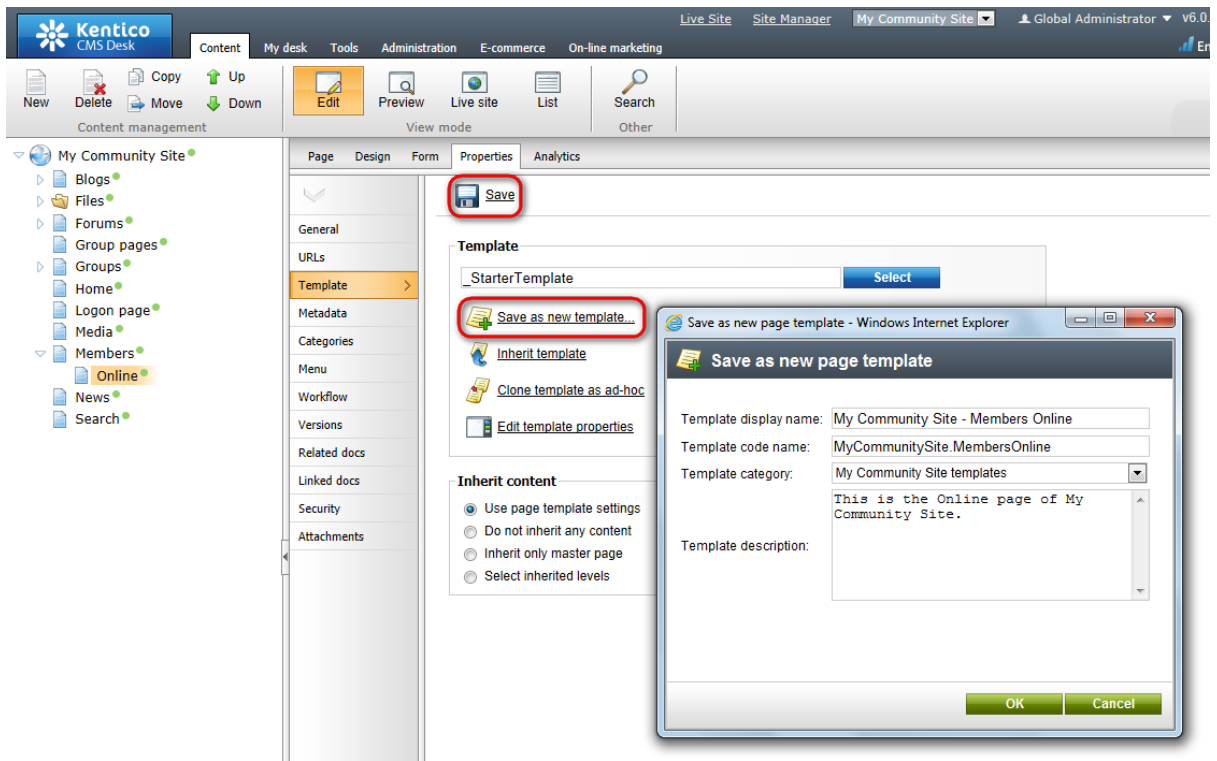 Kentico
CMS Desk
Live Site Site Manager My Community Site Global Administrator v6.0.
Content My desk Tools Administration E-commerce On-line marketing En
New Delete Copy Move Up Down
Content management
Edit Preview Live site List
View mode
Search
Other
My Community Site
Blogs
Files
Forums
Group pages
Groups
Home
Logon page
Media
Members
Online
News
Search
Page Design Form Properties Analytics
General
URLs
Template >
Metadata
Categories
Menu
Workflow
Versions
Related docs
Linked docs
Security
Attachments
Save
Template
_StarterTemplate Select
Save as new template...
Inherit template
Clone template as ad-hoc
Edit template properties
Inherit content
Use page template settings
Do not inherit any content
Inherit only master page
Select inherited levels
Save as new page template - Windows Internet Explorer
Save as new page template
Template display name: My Community Site - Members Online
Template code name: MyCommunitySite.MembersOnline
Template category: My Community Site templates
Template description: This is the Online page of My
Community Site.
OK Cancel